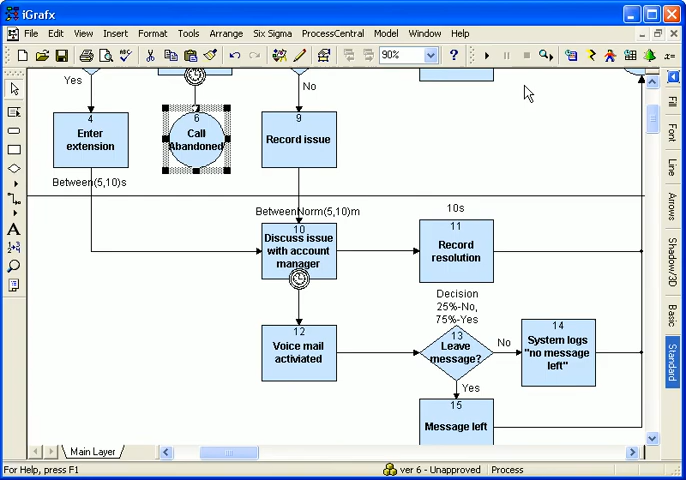 iGrafx
File Edit View Insert Format Tools Arrange Six Sigma ProcessCentral Model Window Help
90%
Yes
No
4
Enter
extension
6
Call
Abandoned
9
Record issue
Between(5,10)s
BetweenNorm(5,10)m
10s
10
Discuss issue
with account
manager
11
Record
resolution
Decision
25%-No,
75%-Yes
12
Voice mail
activiated
13
Leave
message?
No
14
System logs
"no message
left"
Yes
15
Message left
Fill
Font
Line
Arrows
Shadow/3D
Basic
Standard
Main Layer
For Help, press F1
ver 6 - Unapproved
Process